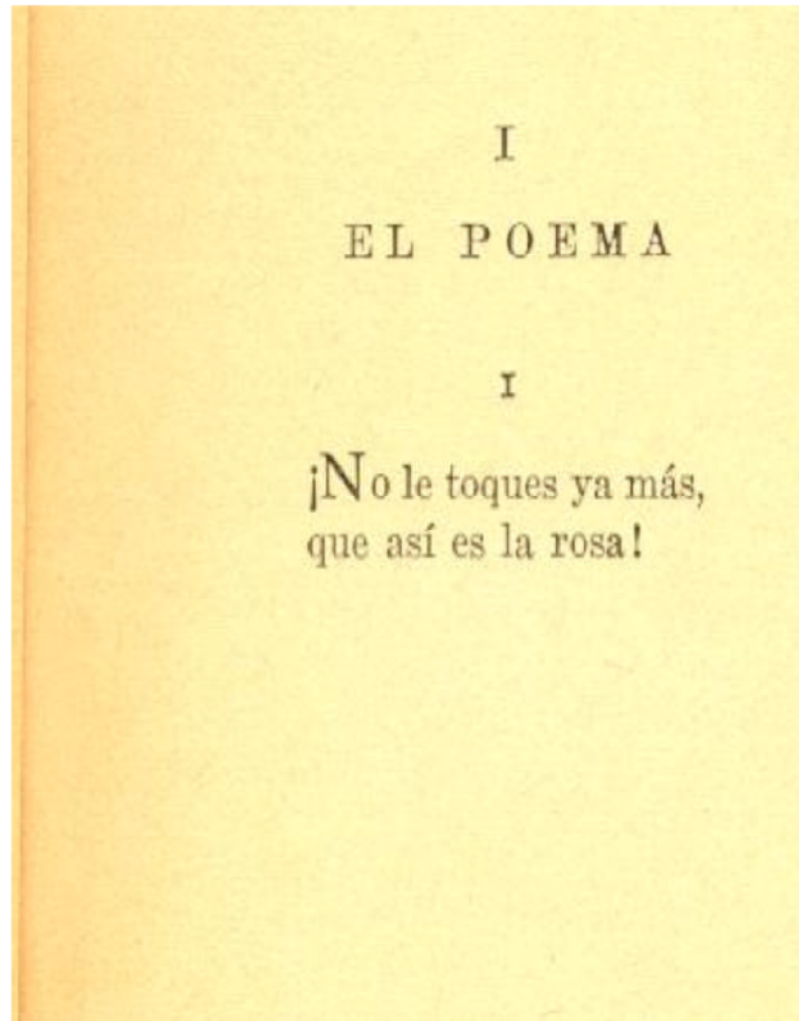 I
EL POEMA
I
¡No le toques ya más,
que así es la rosa!